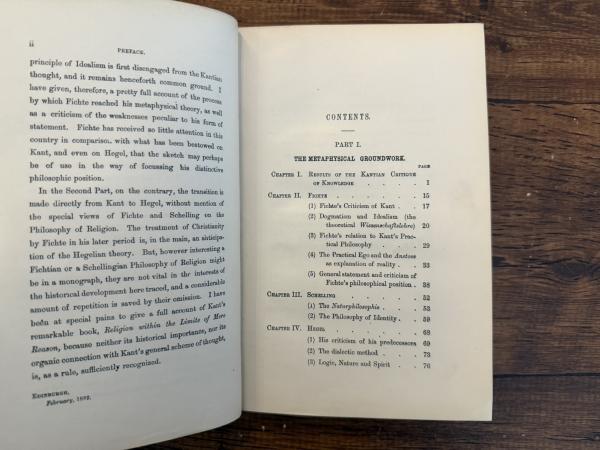 ii
PREFACE.
principle of Idealism is first disengaged from the Kantian
thought, and it remains henceforth common ground. I
have given, therefore, a pretty full account of the process
by which Fichte reached his metaphysical theory, as well
as a criticism of the weaknesses peculiar to his form of
statement. Fichte has received so little attention in this
country in comparison with what has been bestowed on
Kant, and even on Hegel, that the sketch may perhaps
be of use in the way of focussing his distinctive
philosophic position.
In the Second Part, on the contrary, the transition is
made directly from Kant to Hegel, without mention of
the special views of Fichte and Schelling on the
Philosophy of Religion. The treatment of Christianity
by Fichte in his later period is, in the main, an anticipa-
tion of the Hegelian theory. But, however interesting a
Fichtian or a Schellingian Philosophy of Religion might
be in a monograph, they are not vital in the interests of
the historical development here traced, and a considerable
amount of repetition is saved by their omission. I have
been at special pains to give a full account of Kant's
remarkable book, Religion within the Limits of Mere
Reason, because neither its historical importance, nor its
organic connection with Kant's general scheme of thought,
is, as a rule, sufficiently recognised.
EDINBURGH,
February, 1882.
CONTENTS.
PART I.
THE METAPHYSICAL GROUNDWORK.
PAGE
CHAPTER I. RESULTS OF THE KANTIAN CRITIQUE
OF KNOWLEDGE . . . . 1
CHAPTER II. FICHTE . . . . . . 15
(1) Fichte's Criticism of Kant . . 17
(2) Dogmatism and Idealism (the
theoretical Wissenschaftslehre) 20
(3) Fichte's relation to Kant's Prac-
tical Philosophy . . . 29
(4) The Practical Ego and the Anstoss
as explanation of reality . . 33
(5) General statement and criticism of
Fichte's philosophical position . 38
CHAPTER III. SCHELLING . . . . . 52
(1) The Naturphilosophie . . . 53
(2) The Philosophy of Identity . . 59
CHAPTER IV. HEGEL . . . . . . 68
(1) His criticism of his predecessors 69
(2) The dialectic method . . . 73
(3) Logic, Nature and Spirit . . 76